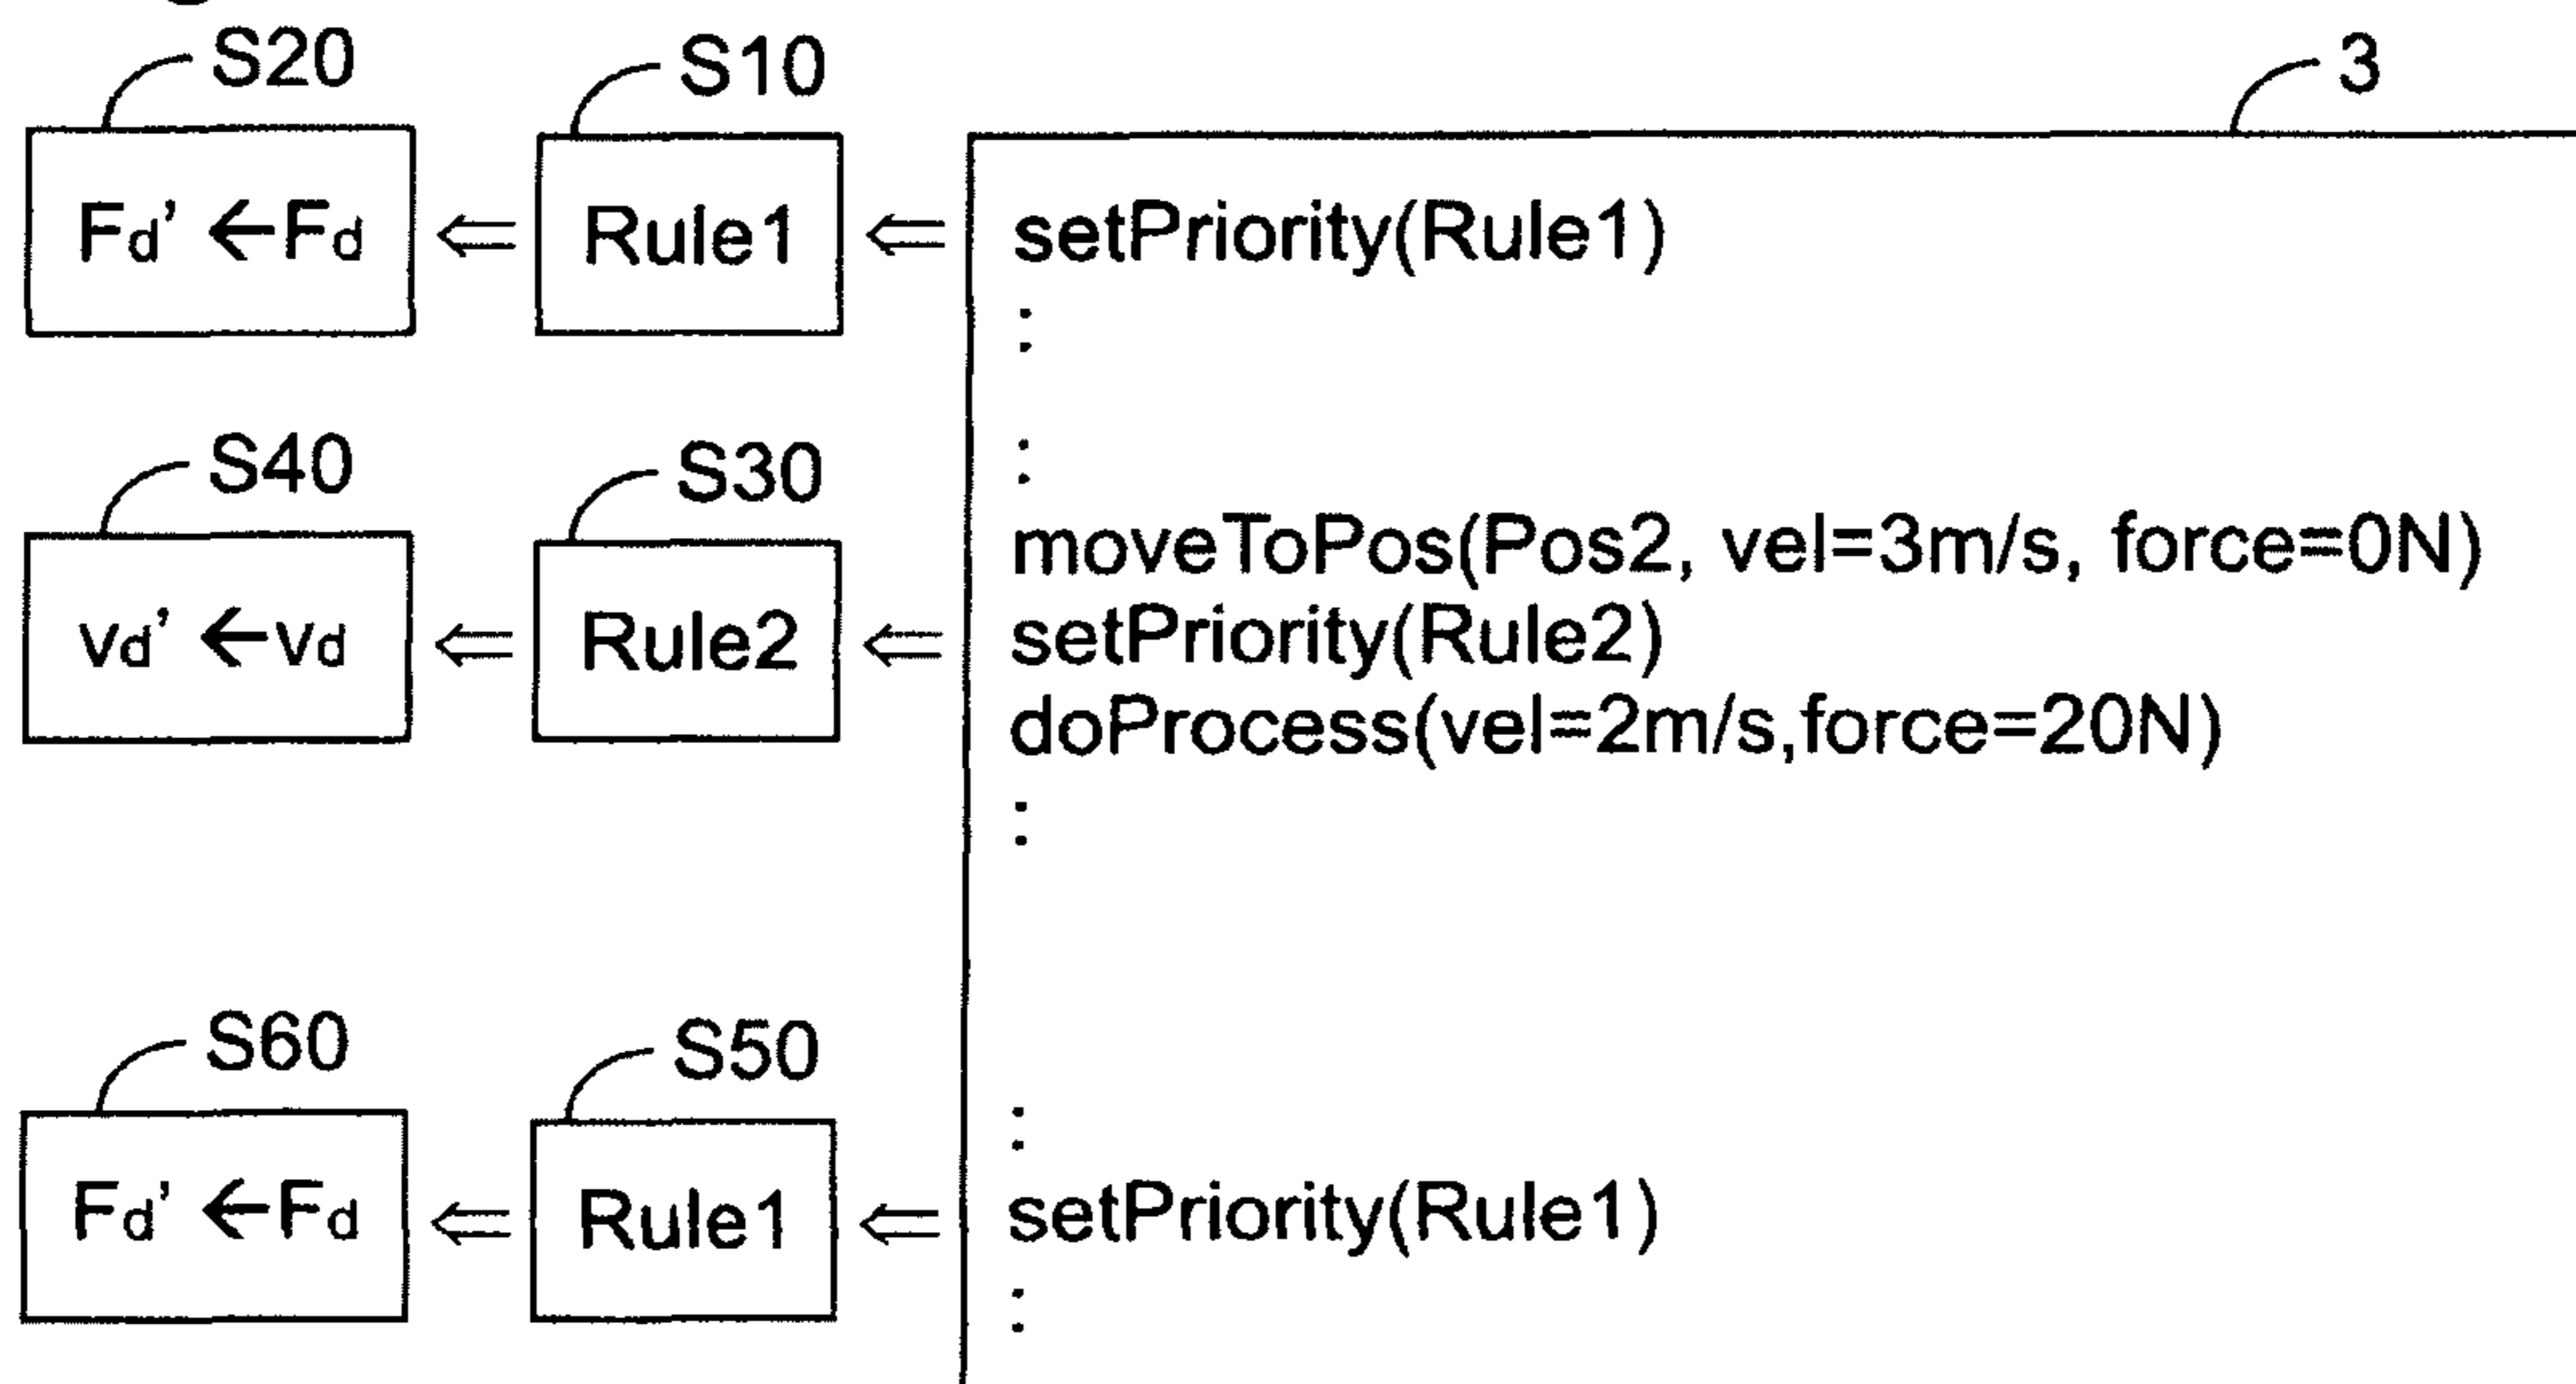 S20 S10 3
Fd' ←Fd ⇐ Rule1 ⇐ setPriority(Rule1)
:
:
S40 S30
moveToPos(Pos2, vel=3m/s, force=0N)
vd' ←vd ⇐ Rule2 ⇐ setPriority(Rule2)
doProcess(vel=2m/s,force=20N)
:
S60 S50
:
Fd' ←Fd ⇐ Rule1 ⇐ setPriority(Rule1)
: